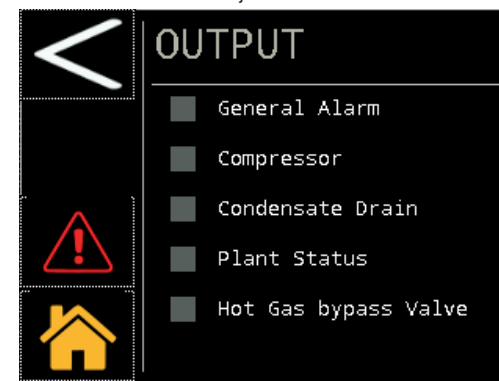 OUTPUT
General Alarm
Compressor
Condensate Drain
Plant Status
Hot Gas bypass Valve